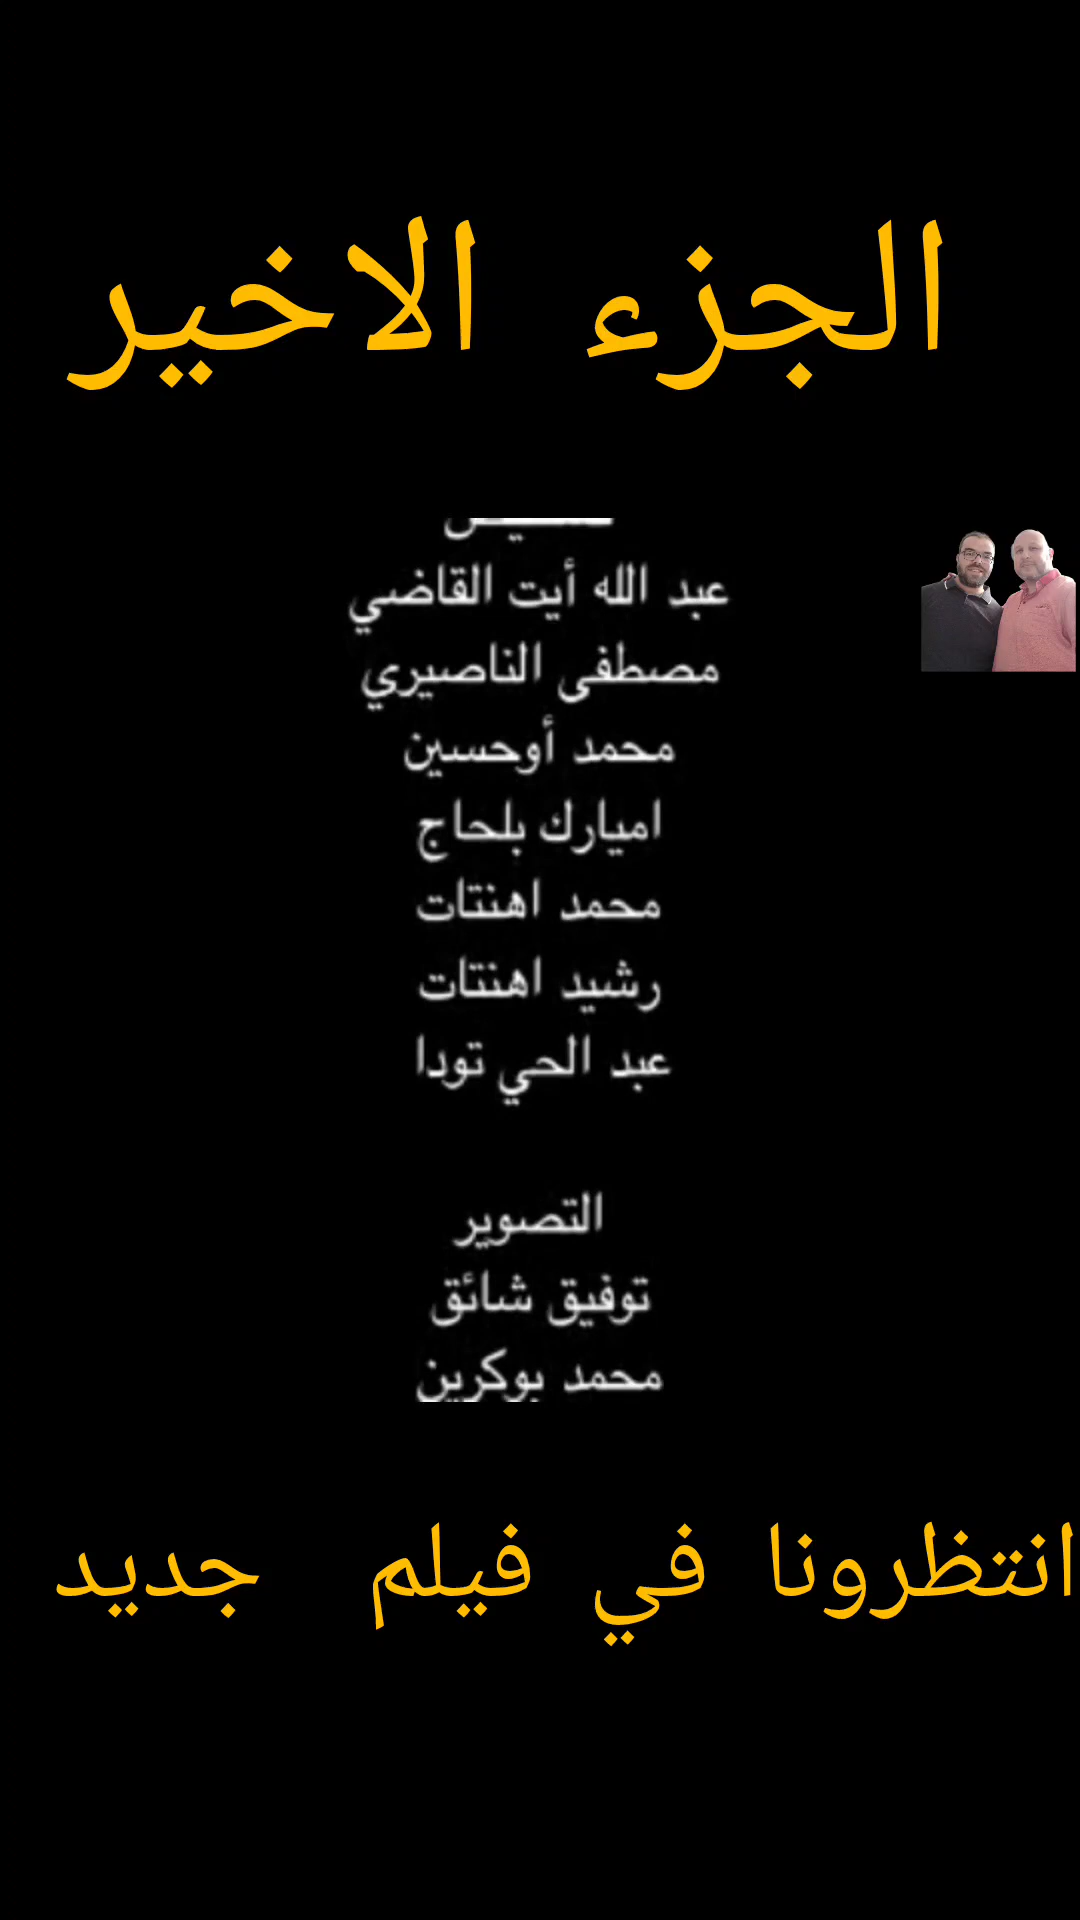 الجزء الاخير
عبد الله أيت القاضي
مصطفى الناصيري
محمد أوحسين
امبارك بلحاج
محمد اهنتات
رشيد اهنتات
عبد الحي تودا
التصوير
توفيق شائق
محمد بوكرين
انتظرونا في فيلم جديد